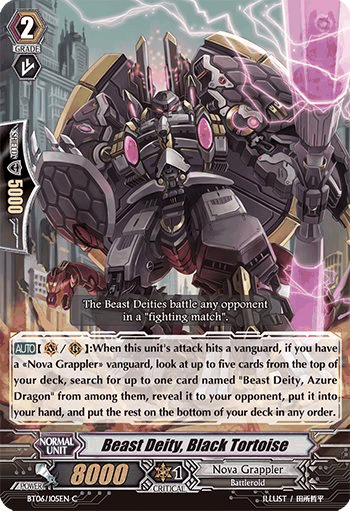 2
GRADE
SHIELD
5000
The Beast Deities battle any opponent
in a "fighting match".
AUTO [ / ]:When this unit's attack hits a vanguard, if you have
a «Nova Grappler» vanguard, look at up to five cards from the top
of your deck, search for up to one card named "Beast Deity, Azure
Dragon" from among them, reveal it to your opponent, put it into
your hand, and put the rest on the bottom of your deck in any order.
NORMAL
UNIT
Beast Deity, Black Tortoise
POWER
8000
1
CRITICAL
Nova Grappler
Battleroid
BT06/105EN C
ILLUST / 田所哲平